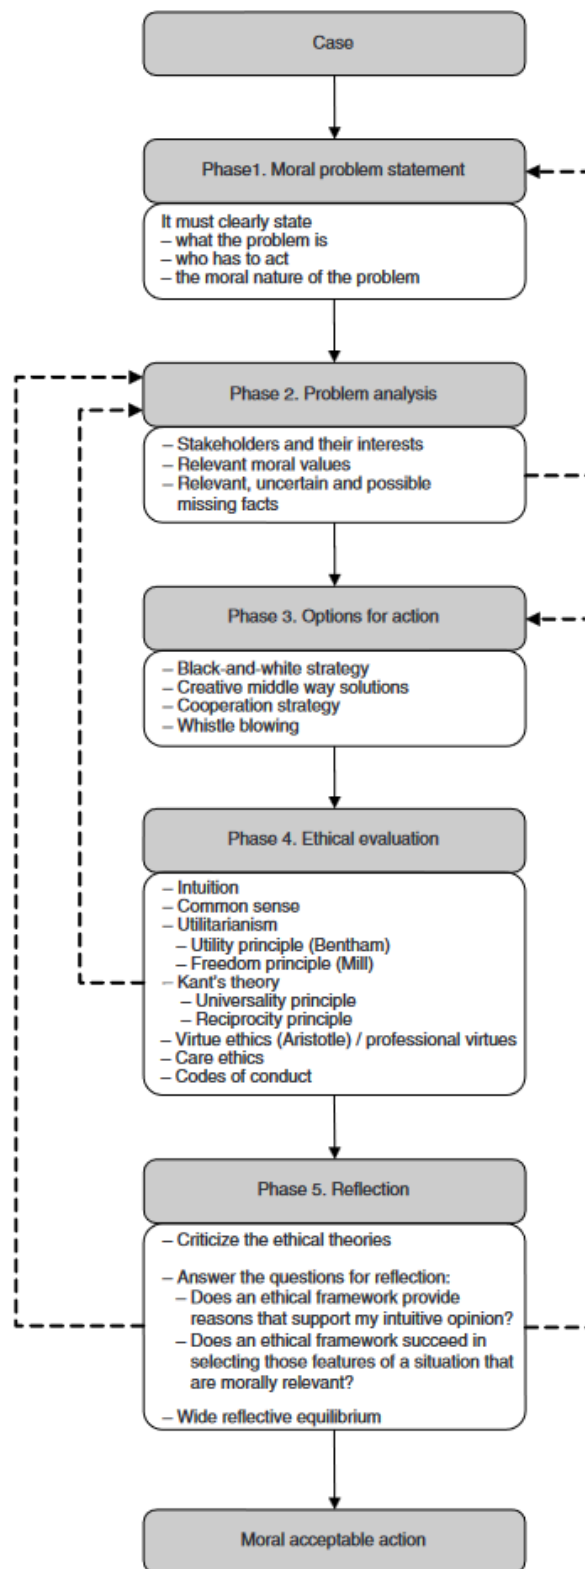 Case
Phase1. Moral problem statement
It must clearly state
– what the problem is
– who has to act
– the moral nature of the problem
Phase 2. Problem analysis
– Stakeholders and their interests
– Relevant moral values
– Relevant, uncertain and possible
missing facts
Phase 3. Options for action
– Black-and-white strategy
– Creative middle way solutions
– Cooperation strategy
– Whistle blowing
Phase 4. Ethical evaluation
– Intuition
– Common sense
– Utilitarianism
– Utility principle (Bentham)
– Freedom principle (Mill)
– Kant's theory
– Universality principle
– Reciprocity principle
– Virtue ethics (Aristotle) / professional virtues
– Care ethics
– Codes of conduct
Phase 5. Reflection
– Criticize the ethical theories
– Answer the questions for reflection:
– Does an ethical framework provide
reasons that support my intuitive opinion?
– Does an ethical framework succeed in
selecting those features of a situation that
are morally relevant?
– Wide reflective equilibrium
Moral acceptable action